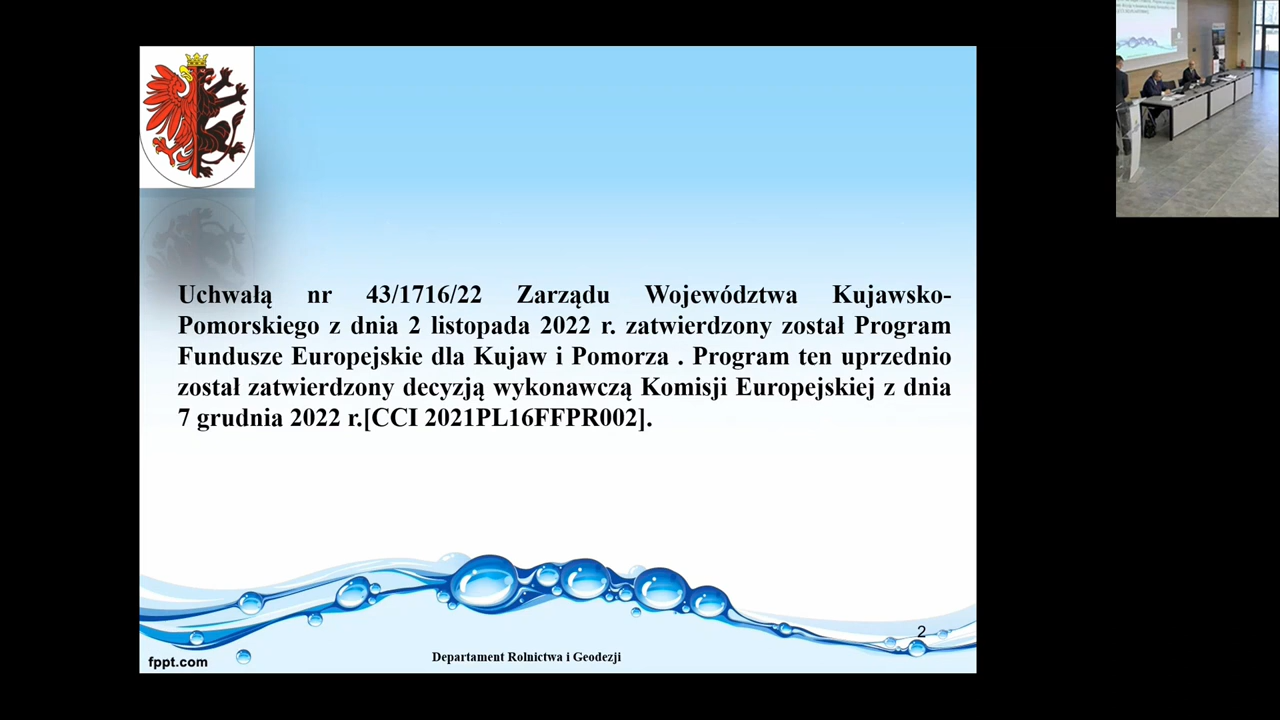 Uchwałą nr 43/1716/22 Zarządu Województwa Kujawsko-
Pomorskiego z dnia 2 listopada 2022 r. zatwierdzony został Program
Fundusze Europejskie dla Kujaw i Pomorza . Program ten uprzednio
został zatwierdzony decyzją wykonawczą Komisji Europejskiej z dnia
7 grudnia 2022 r.[CCI 2021PL16FFPR002].
2
Departament Rolnictwa i Geodezji
fppt.com